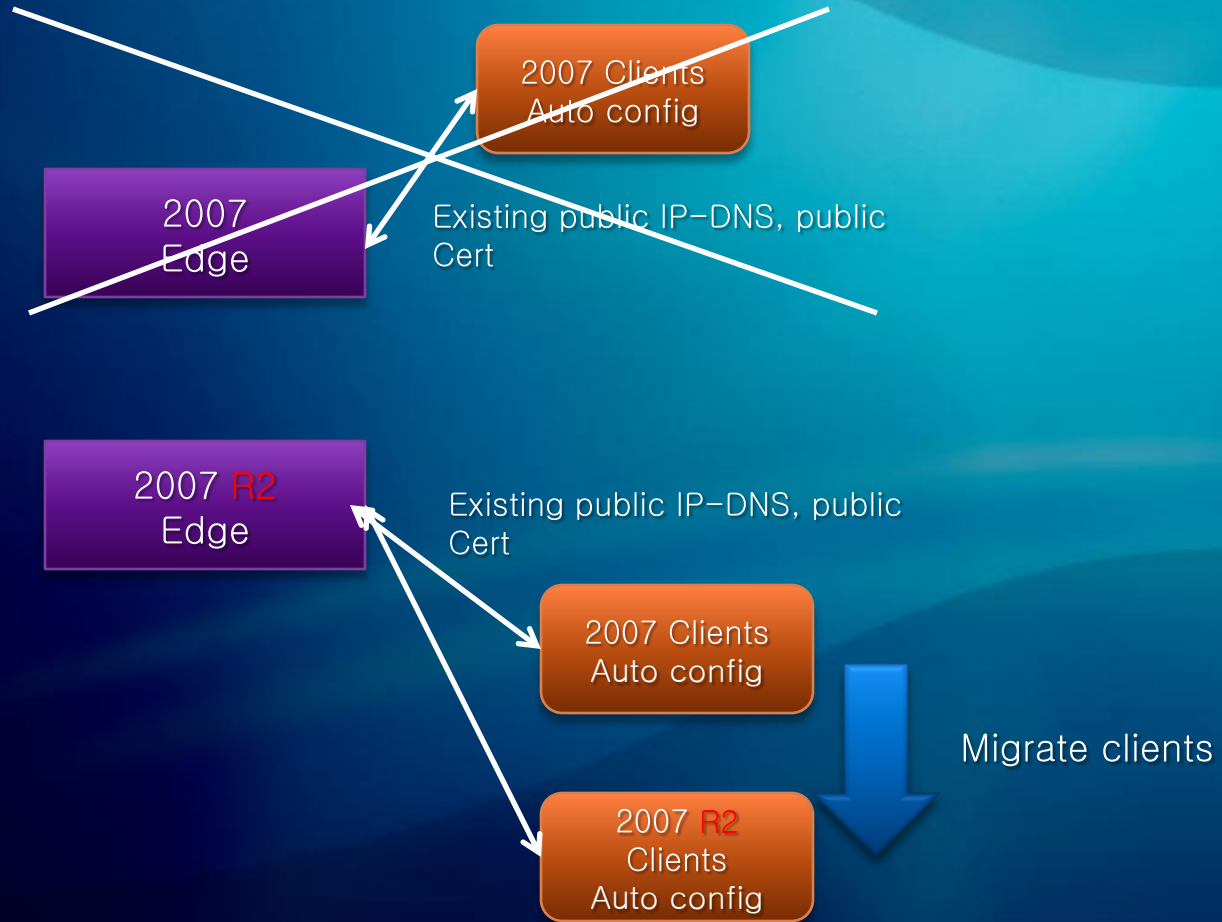 2007 Clients
Auto config
2007
Edge
Existing public IP-DNS, public
Cert
2007 R2
Edge
Existing public IP-DNS, public
Cert
2007 Clients
Auto config
Migrate clients
2007 R2
Clients
Auto config